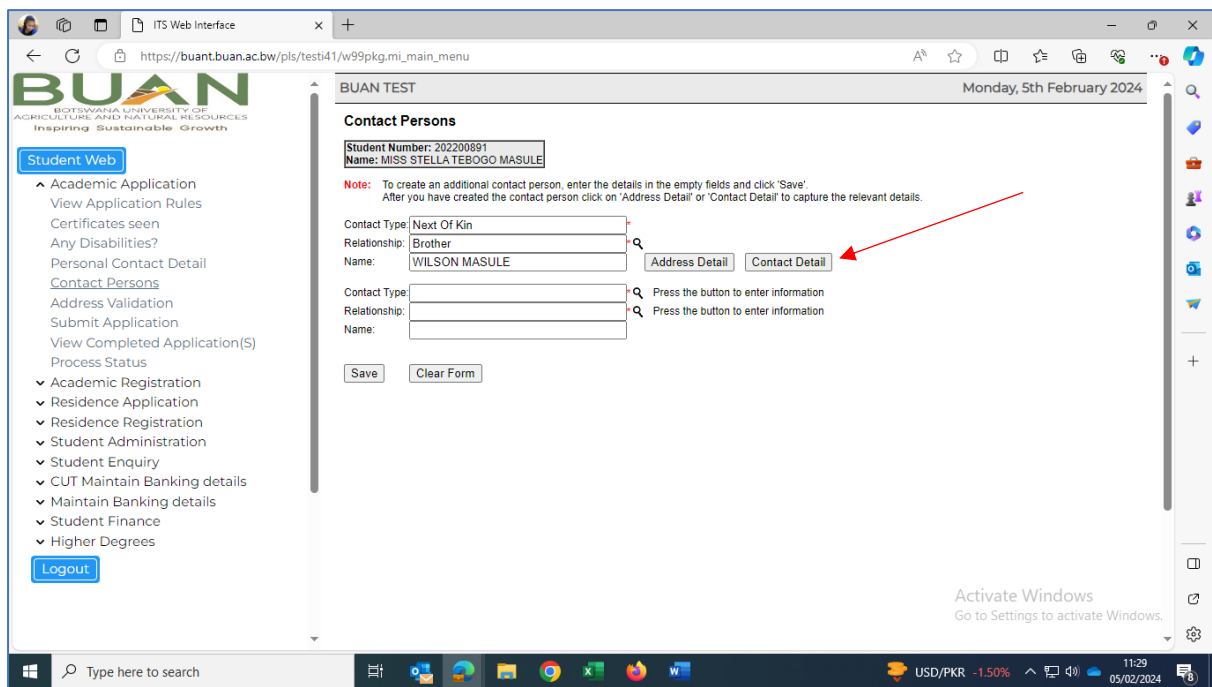 ITS Web Interface
https://buant.buan.ac.bw/pls/testi41/w99pkg.mi_main_menu
BUAN
BOTSWANA UNIVERSITY OF
AGRICULTURE AND NATURAL RESOURCES
Inspiring Sustainable Growth
Student Web
Academic Application
View Application Rules
Certificates seen
Any Disabilities?
Personal Contact Detail
Contact Persons
Address Validation
Submit Application
View Completed Application(S)
Process Status
Academic Registration
Residence Application
Residence Registration
Student Administration
Student Enquiry
CUT Maintain Banking details
Maintain Banking details
Student Finance
Higher Degrees
Logout
BUAN TEST Monday, 5th February 2024
Contact Persons
Student Number: 202200891
Name: MISS STELLA TEBOGO MASULE
Note: To create an additional contact person, enter the details in the empty fields and click 'Save'.
After you have created the contact person click on 'Address Detail' or 'Contact Detail' to capture the relevant details.
Contact Type: Next Of Kin *
Relationship: Brother *
Name: WILSON MASULE Address Detail Contact Detail
Contact Type: * Press the button to enter information
Relationship: * Press the button to enter information
Name:
Save Clear Form
Activate Windows
Go to Settings to activate Windows.
Type here to search
USD/PKR -1.50%
11:29
05/02/2024
8